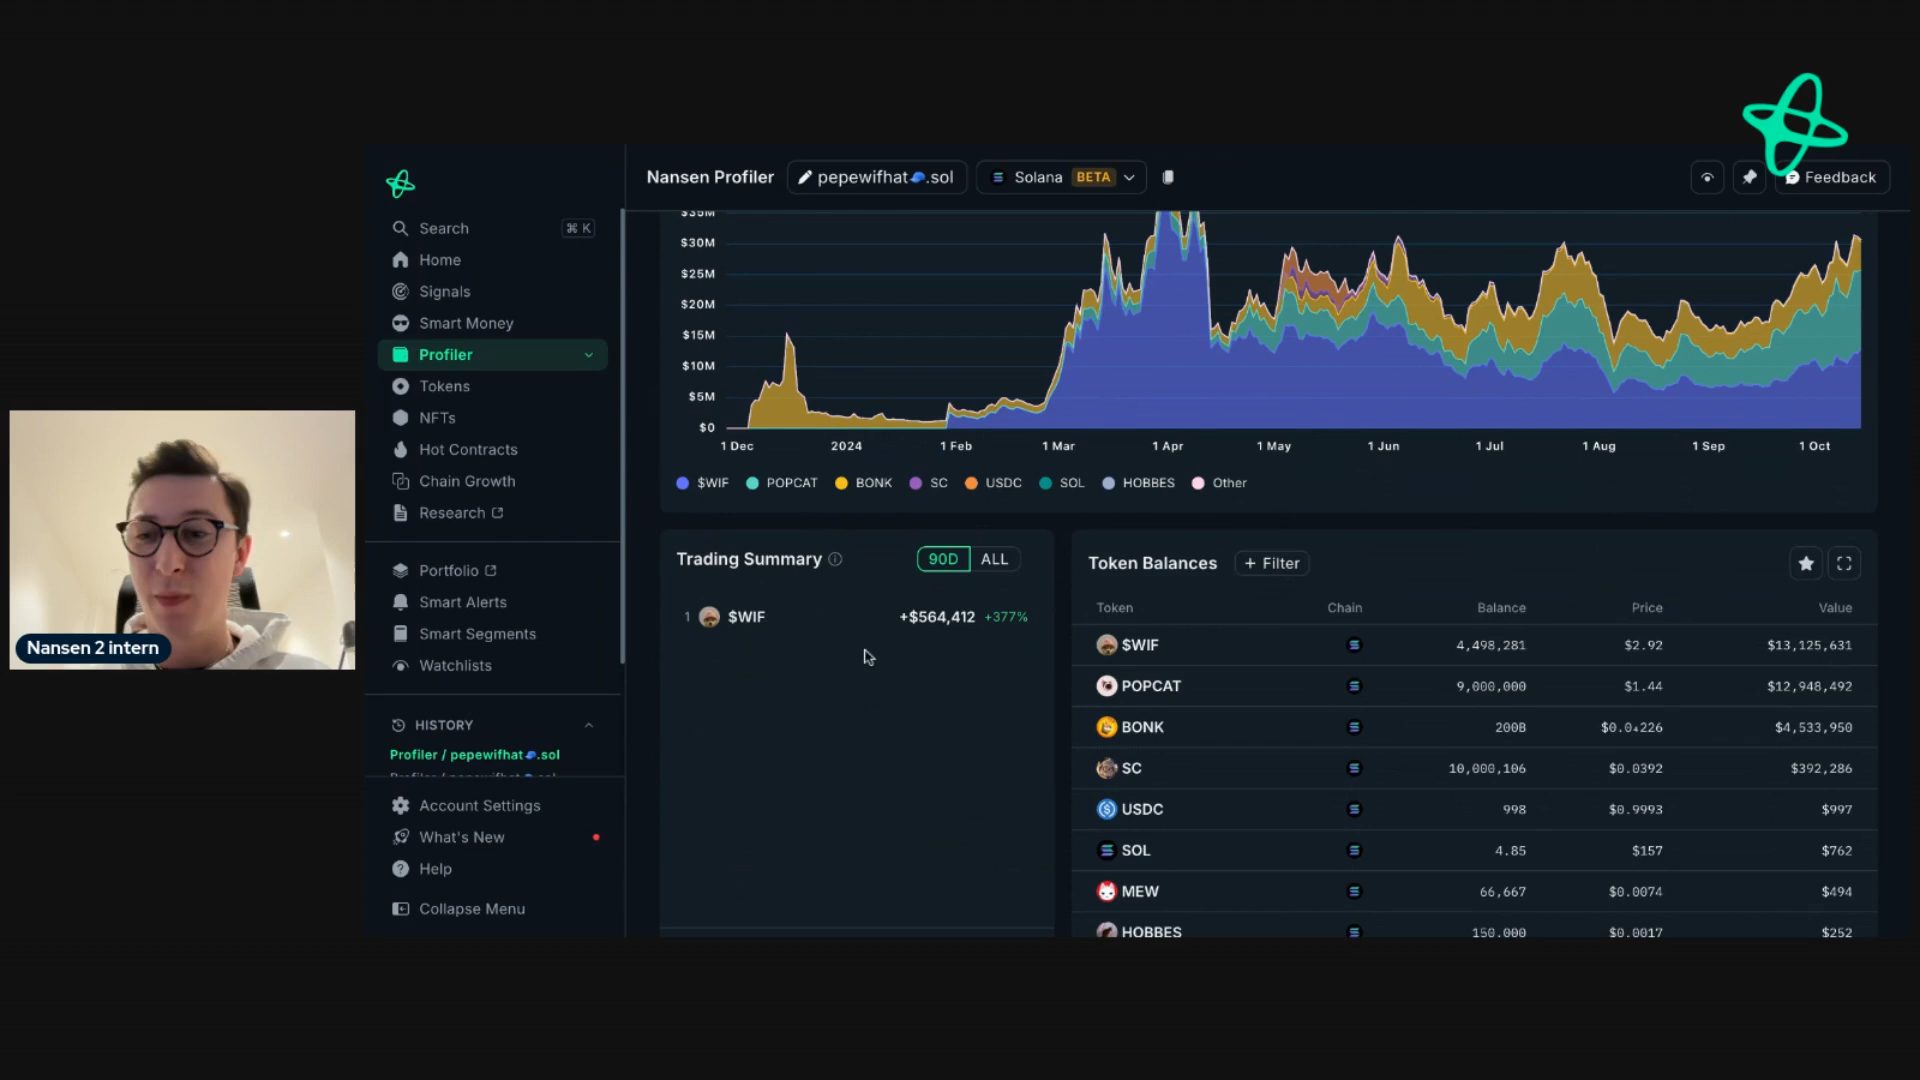 Nansen Profiler
pepewifhat🧢.sol
Solana BETA
Feedback
Search ⌘ K
Home
Signals
Smart Money
Profiler
Tokens
NFTs
Hot Contracts
Chain Growth
Research
Portfolio
Smart Alerts
Smart Segments
Watchlists
HISTORY
Profiler / pepewifhat🧢.sol
Account Settings
What's New
Help
Collapse Menu
Nansen 2 intern
$35M
$30M
$25M
$20M
$15M
$10M
$5M
$0
1 Dec 2024 1 Feb 1 Mar 1 Apr 1 May 1 Jun 1 Jul 1 Aug 1 Sep 1 Oct
$WIF POPCAT BONK SC USDC SOL HOBBES Other
Trading Summary 90D ALL
1 $WIF +$564,412 +377%
Token Balances + Filter
Token Chain Balance Price Value
$WIF 4,498,281 $2.92 $13,125,631
POPCAT 9,000,000 $1.44 $12,948,492
BONK 200B $0.0₄226 $4,533,950
SC 10,000,106 $0.0392 $392,286
USDC 998 $0.9993 $997
SOL 4.85 $157 $762
MEW 66,667 $0.0074 $494
HOBBES 150,000 $0.0017 $252